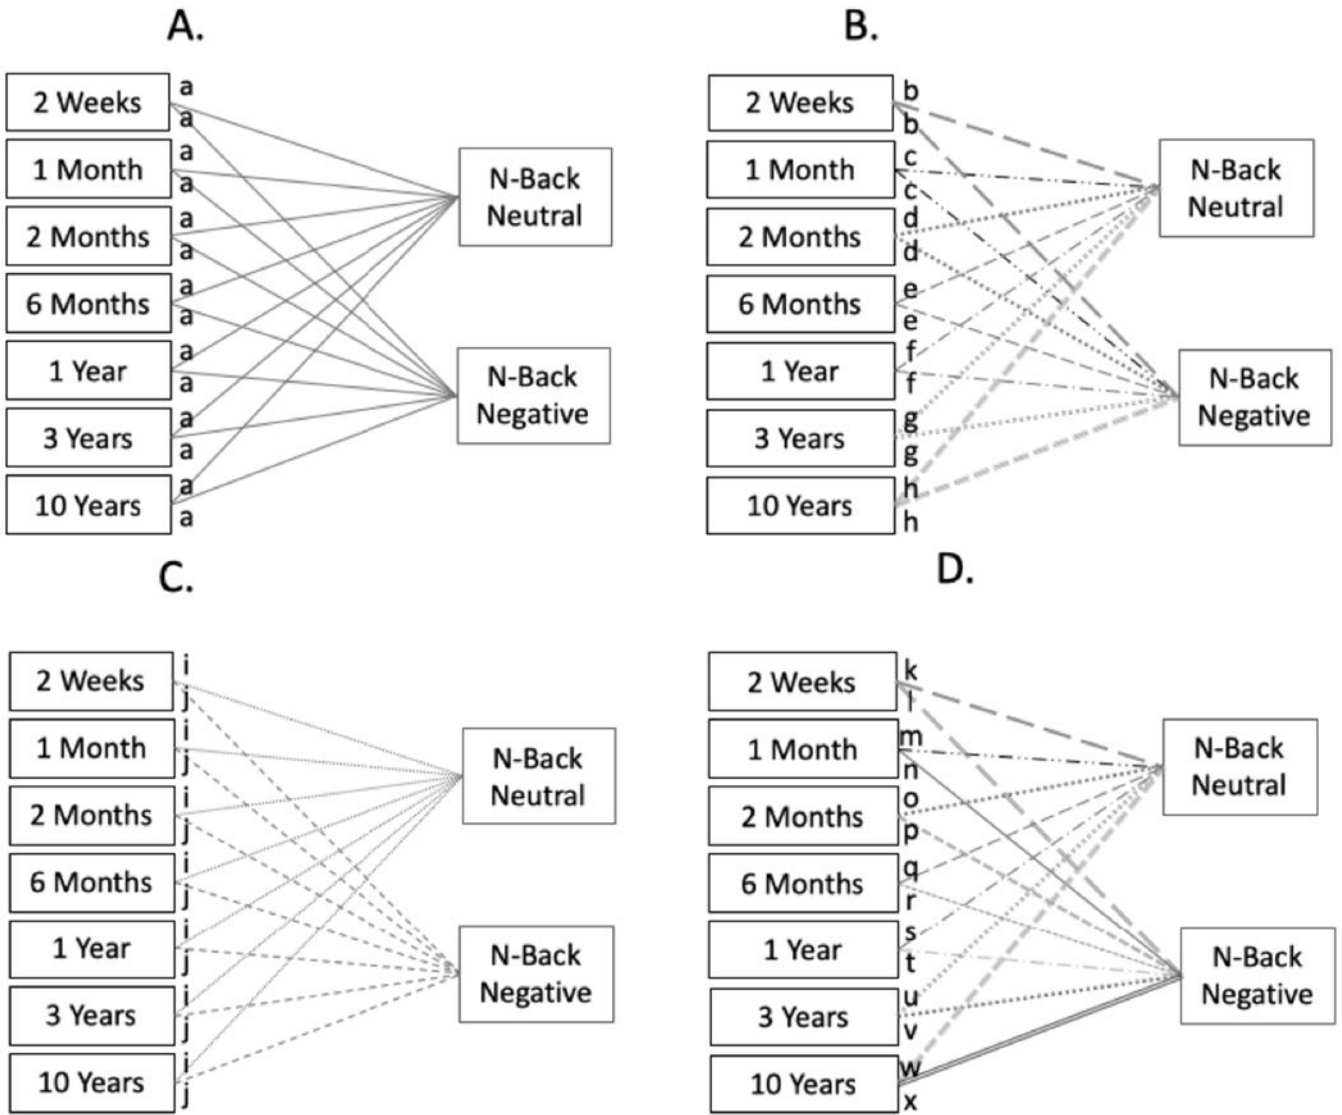 A.
2 Weeks
a
a
1 Month
a
a
2 Months
a
a
6 Months
a
a
1 Year
a
a
3 Years
a
a
10 Years
a
a
N-Back
Neutral
N-Back
Negative
B.
2 Weeks
b
b
1 Month
c
c
2 Months
d
d
6 Months
e
e
1 Year
f
f
3 Years
g
g
10 Years
h
h
N-Back
Neutral
N-Back
Negative
C.
2 Weeks
i
j
1 Month
i
j
2 Months
i
j
6 Months
i
j
1 Year
i
j
3 Years
i
j
10 Years
i
j
N-Back
Neutral
N-Back
Negative
D.
2 Weeks
k
l
1 Month
m
n
2 Months
o
p
6 Months
q
r
1 Year
s
t
3 Years
u
v
10 Years
w
x
N-Back
Neutral
N-Back
Negative